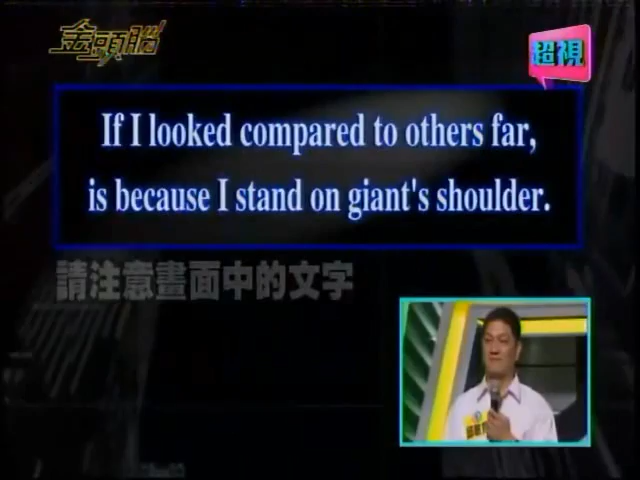 金頭腦
超視
If I looked compared to others far,
is because I stand on giant's shoulder.
請注意畫面中的文字